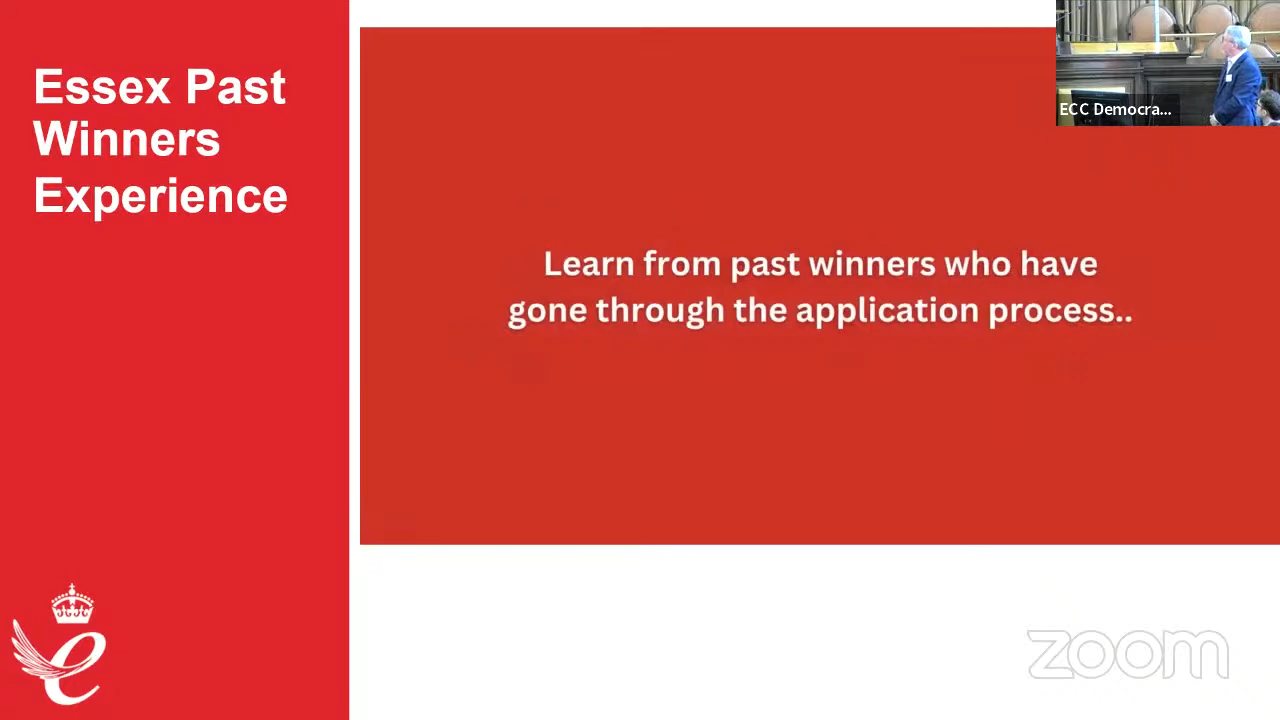 Essex Past
Winners
Experience
Learn from past winners who have
gone through the application process..
ECC Democra...
zoom